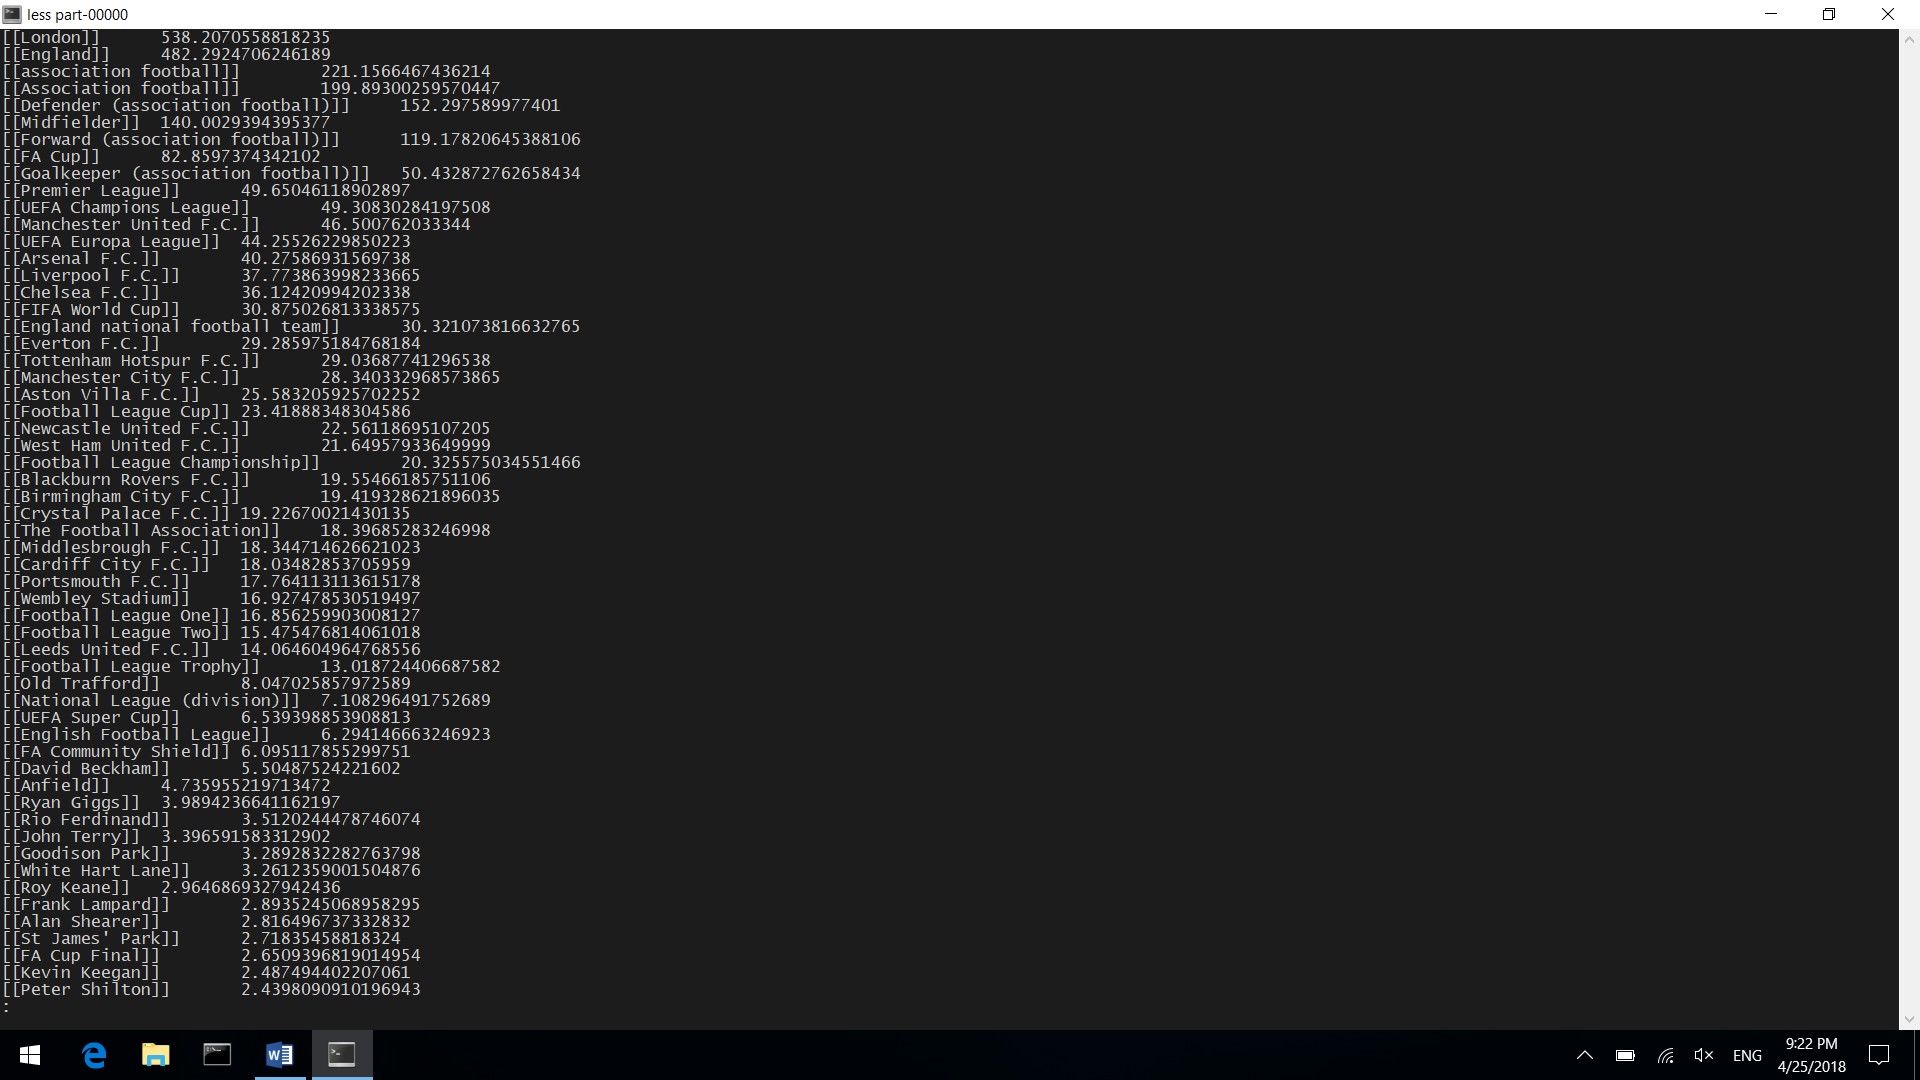 less part-00000
[[London]] 538.2070558818235
[[England]] 482.2924706246189
[[association football]] 221.1566467436214
[[Association football]] 199.89300259570447
[[Defender (association football)]] 152.297589977401
[[Midfielder]] 140.0029394395377
[[Forward (association football)]] 119.17820645388106
[[FA Cup]] 82.8597374342102
[[Goalkeeper (association football)]] 50.432872762658434
[[Premier League]] 49.65046118902897
[[UEFA Champions League]] 49.30830284197508
[[Manchester United F.C.]] 46.500762033344
[[UEFA Europa League]] 44.25526229850223
[[Arsenal F.C.]] 40.27586931569738
[[Liverpool F.C.]] 37.773863998233665
[[Chelsea F.C.]] 36.12420994202338
[[FIFA World Cup]] 30.875026813338575
[[England national football team]] 30.321073816632765
[[Everton F.C.]] 29.285975184768184
[[Tottenham Hotspur F.C.]] 29.03687741296538
[[Manchester City F.C.]] 28.340332968573865
[[Aston Villa F.C.]] 25.583205925702252
[[Football League Cup]] 23.41888348304586
[[Newcastle United F.C.]] 22.56118695107205
[[West Ham United F.C.]] 21.64957933649999
[[Football League Championship]] 20.325575034551466
[[Blackburn Rovers F.C.]] 19.55466185751106
[[Birmingham City F.C.]] 19.419328621896035
[[Crystal Palace F.C.]] 19.22670021430135
[[The Football Association]] 18.39685283246998
[[Middlesbrough F.C.]] 18.344714626621023
[[Cardiff City F.C.]] 18.03482853705959
[[Portsmouth F.C.]] 17.764113113615178
[[Wembley Stadium]] 16.927478530519497
[[Football League One]] 16.856259903008127
[[Football League Two]] 15.475476814061018
[[Leeds United F.C.]] 14.064604964768556
[[Football League Trophy]] 13.018724406687582
[[Old Trafford]] 8.047025857972589
[[National League (division)]] 7.108296491752689
[[UEFA Super Cup]] 6.539398853908813
[[English Football League]] 6.294146663246923
[[FA Community Shield]] 6.095117855299751
[[David Beckham]] 5.50487524221602
[[Anfield]] 4.735955219713472
[[Ryan Giggs]] 3.9894236641162197
[[Rio Ferdinand]] 3.5120244478746074
[[John Terry]] 3.396591583312902
[[Goodison Park]] 3.2892832282763798
[[White Hart Lane]] 3.2612359001504876
[[Roy Keane]] 2.9646869327942436
[[Frank Lampard]] 2.8935245068958295
[[Alan Shearer]] 2.816496737332832
[[St James' Park]] 2.71835458818324
[[FA Cup Final]] 2.6509396819014954
[[Kevin Keegan]] 2.487494402207061
[[Peter Shilton]] 2.4398090910196943
:
ENG
9:22 PM
4/25/2018